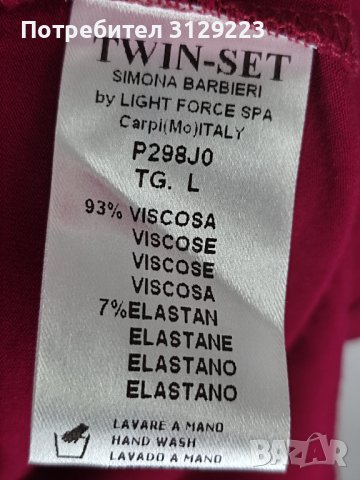 Потребител 3129223
TWIN-SET
SIMONA BARBIERI
by LIGHT FORCE SPA
Carpi(Mo)ITALY
P298J0
TG. L
93% VISCOSA
VISCOSE
VISCOSE
VISCOSA
7%ELASTAN
ELASTANE
ELASTANO
ELASTANO
LAVARE A MANO
HAND WASH
LAVADO A MANO
bazar